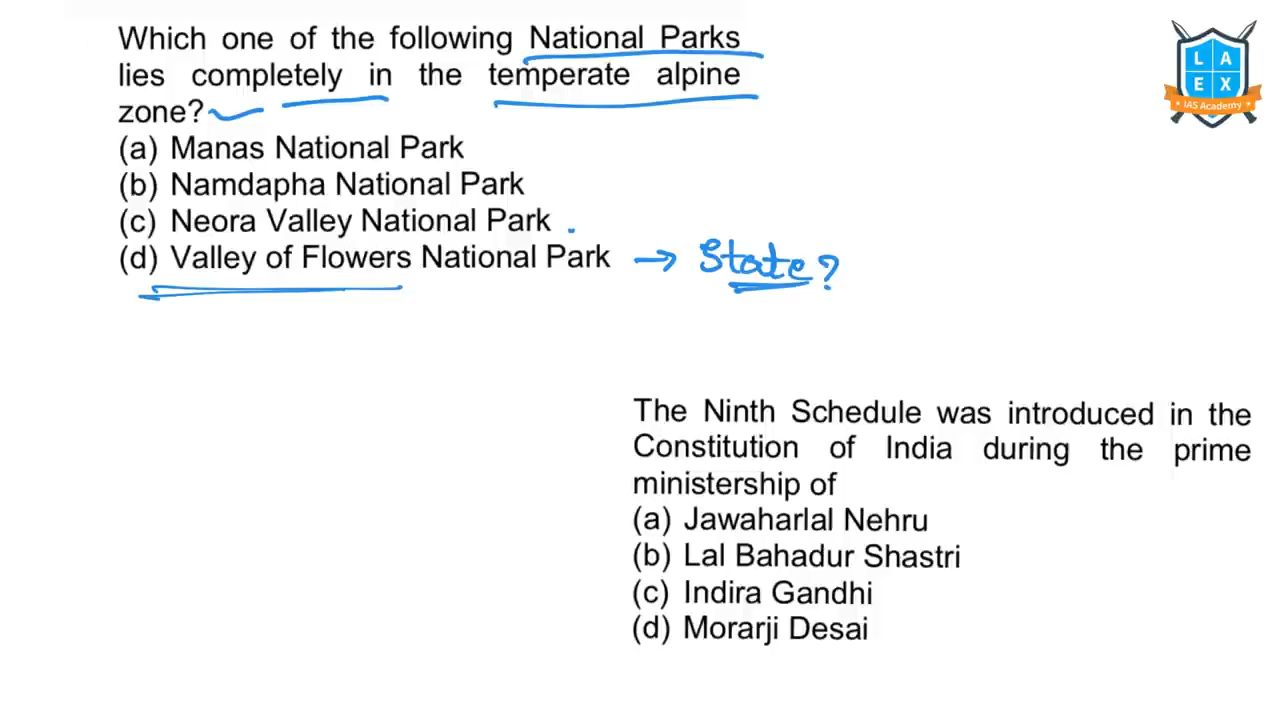 Which one of the following National Parks
lies completely in the temperate alpine
zone?
(a) Manas National Park
(b) Namdapha National Park
(c) Neora Valley National Park
(d) Valley of Flowers National Park → State?
L A
E X
IAS Academy
The Ninth Schedule was introduced in the
Constitution of India during the prime
ministership of
(a) Jawaharlal Nehru
(b) Lal Bahadur Shastri
(c) Indira Gandhi
(d) Morarji Desai